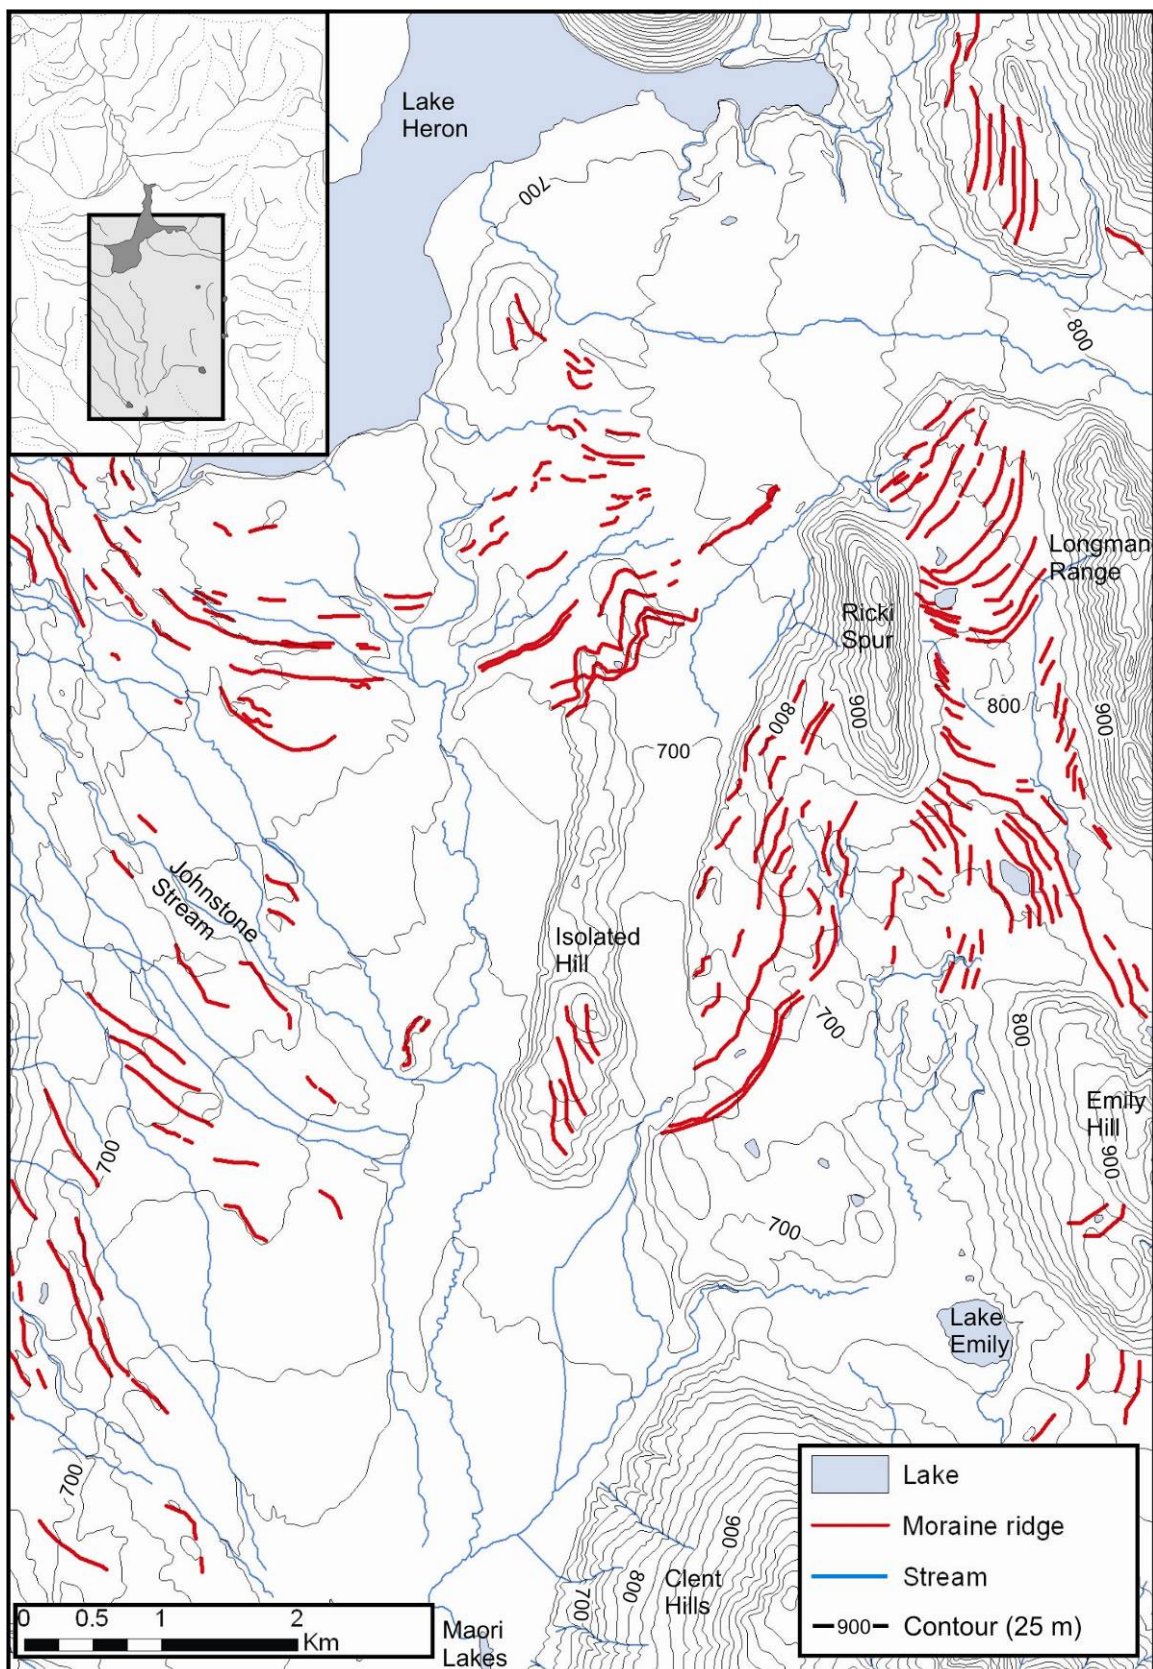 Lake
Heron
700
800
Longman
Range
Ricki
Spur
800
900
800
900
700
Johnstone
Stream
Isolated
Hill
700
800
Emily
Hill
900
700
700
Lake
Emily
700
900
800
700
Clent
Hills
Maori
Lakes
0 0.5 1 2
Km
Lake
Moraine ridge
Stream
900 Contour (25 m)